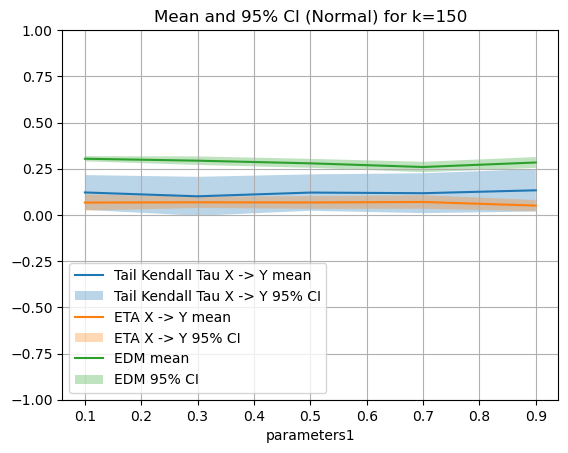 Mean and 95% CI (Normal) for k=150
1.00
0.75
0.50
0.25
0.00
−0.25
−0.50
−0.75
−1.00
Tail Kendall Tau X -> Y mean
Tail Kendall Tau X -> Y 95% CI
ETA X -> Y mean
ETA X -> Y 95% CI
EDM mean
EDM 95% CI
0.1 0.2 0.3 0.4 0.5 0.6 0.7 0.8 0.9
parameters1